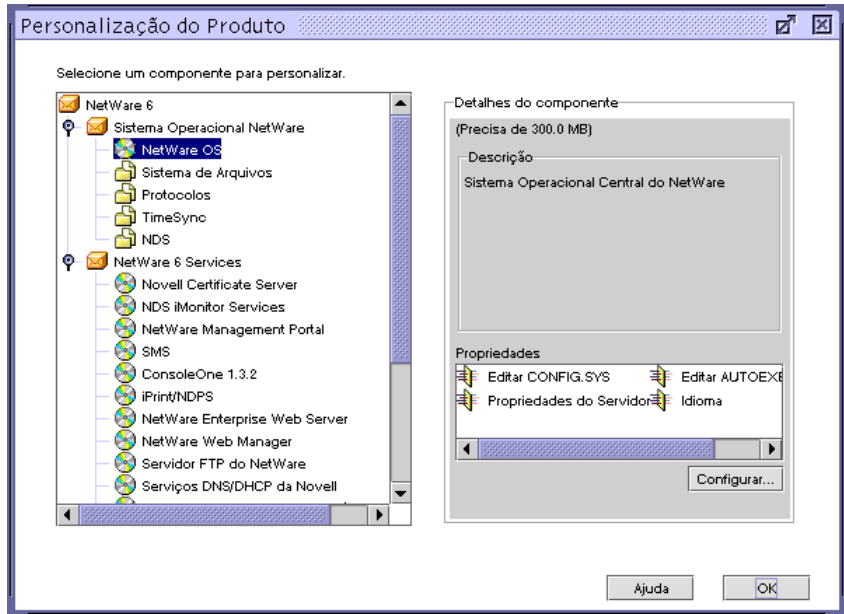 Personalização do Produto
Selecione um componente para personalizar.
NetWare 6
Sistema Operacional NetWare
NetWare OS
Sistema de Arquivos
Protocolos
TimeSync
NDS
NetWare 6 Services
Novell Certificate Server
NDS iMonitor Services
NetWare Management Portal
SMS
ConsoleOne 1.3.2
iPrint/NDPS
NetWare Enterprise Web Server
NetWare Web Manager
Servidor FTP do NetWare
Serviços DNS/DHCP da Novell
Detalhes do componente
(Precisa de 300.0 MB)
Descrição
Sistema Operacional Central do NetWare
Propriedades
Editar CONFIG.SYS Editar AUTOEXE
Propriedades do Servidor Idioma
Configurar...
Ajuda OK